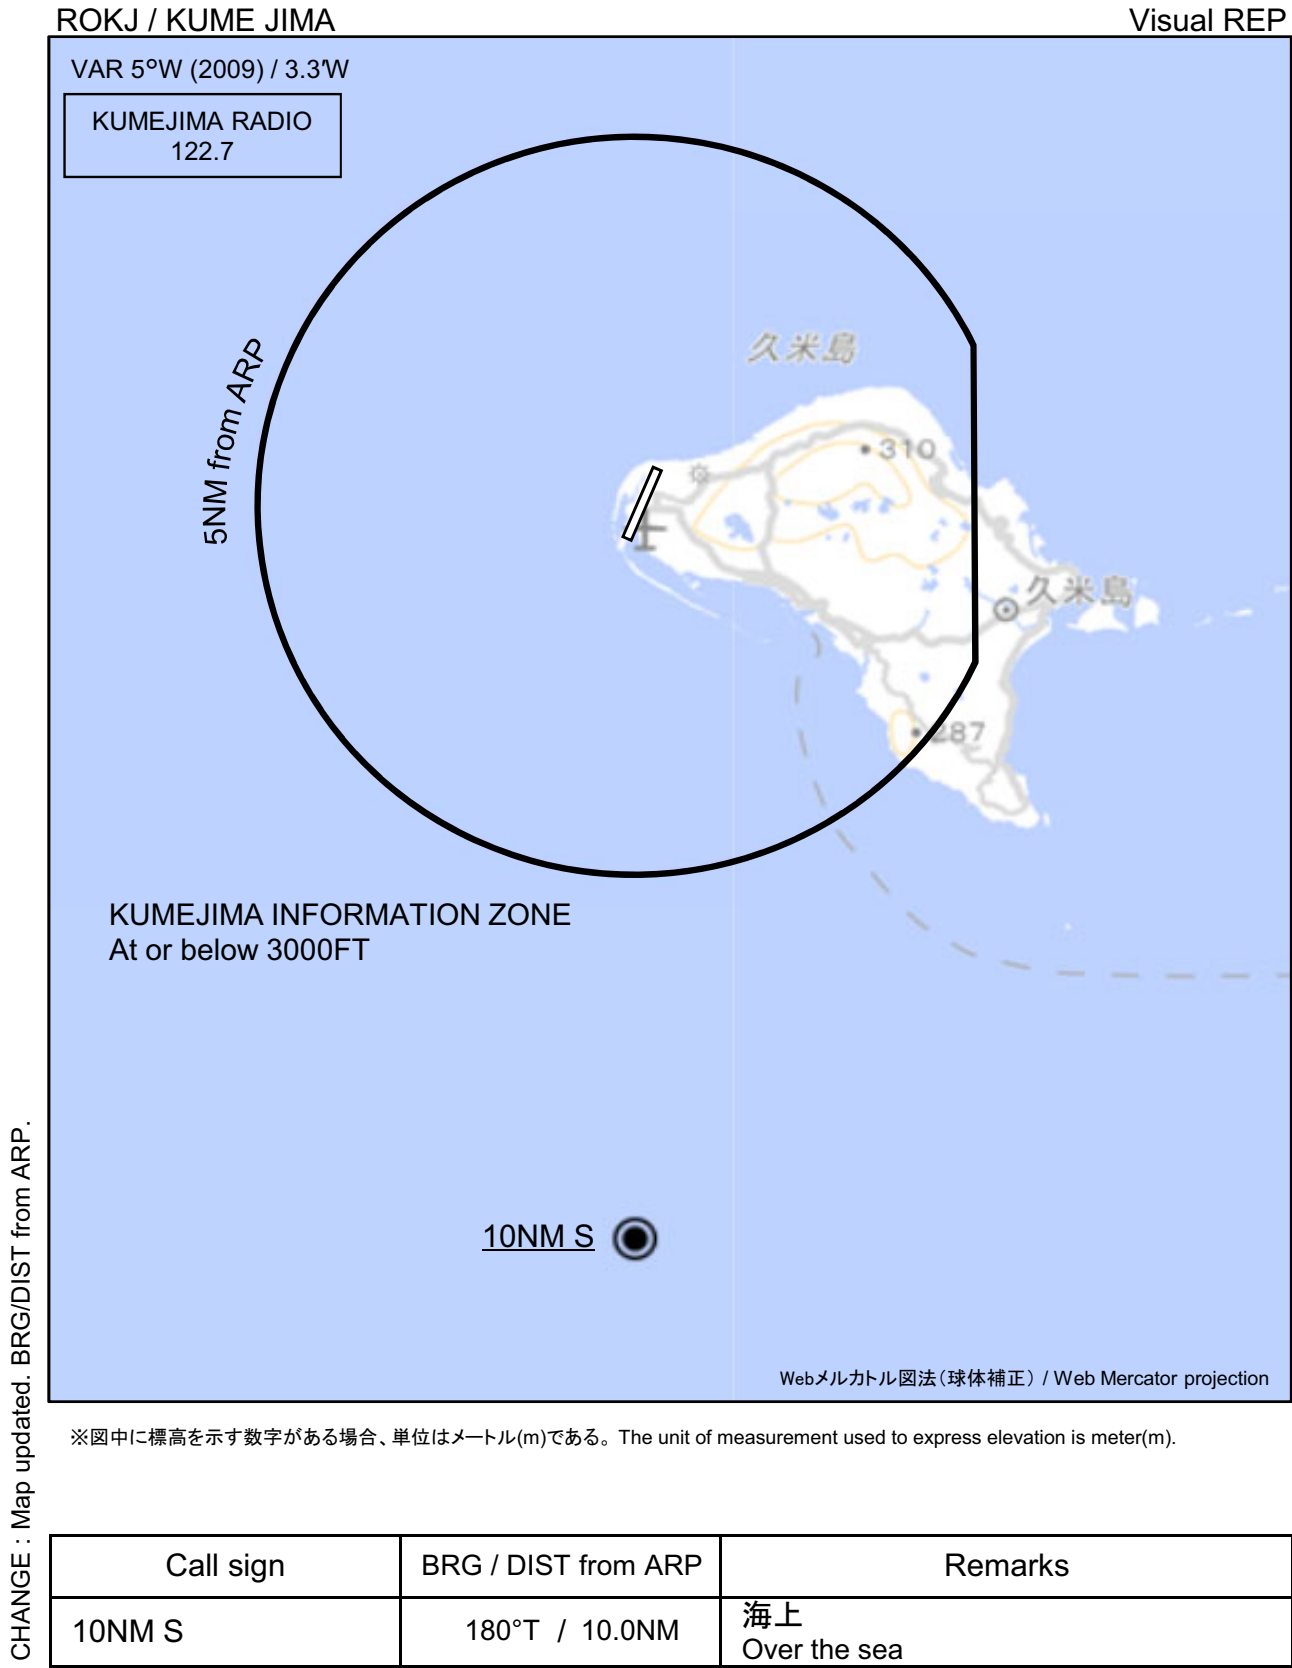 ROKJ / KUME JIMA
Visual REP
VAR 5°W (2009) / 3.3'W
KUMEJIMA RADIO
122.7
5NM from ARP
久米島
310
久米島
287
KUMEJIMA INFORMATION ZONE
At or below 3000FT
10NM S
Webメルカトル図法（球体補正） / Web Mercator projection
※図中に標高を示す数字がある場合、単位はメートル(m)である。 The unit of measurement used to express elevation is meter(m).
CHANGE : Map updated. BRG/DIST from ARP.
Call sign
BRG / DIST from ARP
Remarks
10NM S
180°T / 10.0NM
海上
Over the sea